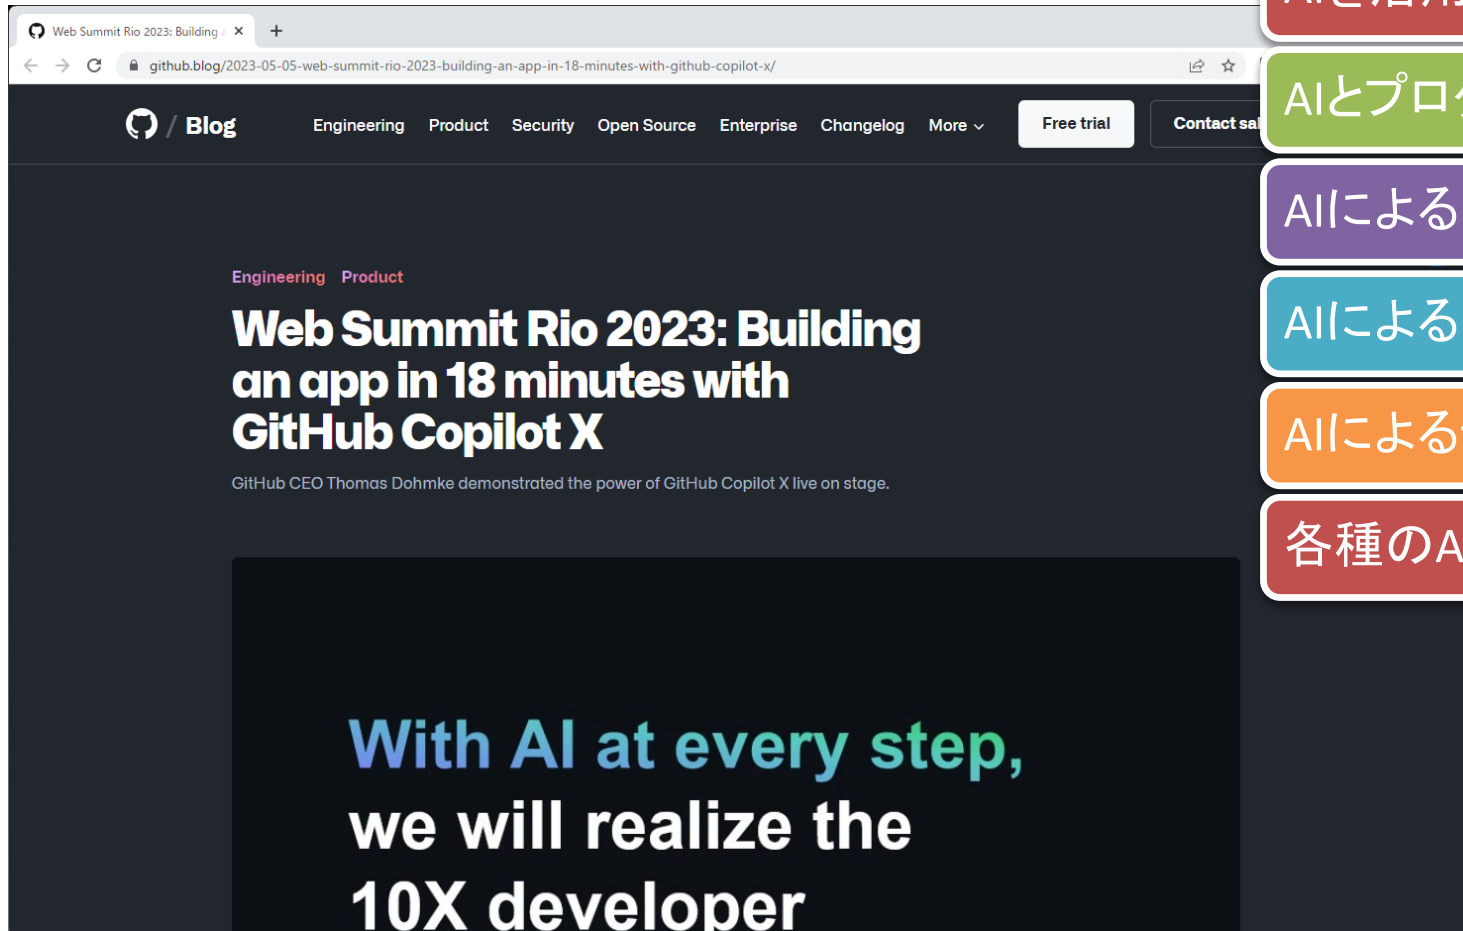 Web Summit Rio 2023: Building
github.blog/2023-05-05-web-summit-rio-2023-building-an-app-in-18-minutes-with-github-copilot-x/
/ Blog Engineering Product Security Open Source Enterprise Changelog More Free trial Contact
Engineering Product
Web Summit Rio 2023: Building
an app in 18 minutes with
GitHub Copilot X
GitHub CEO Thomas Dohmke demonstrated the power of GitHub Copilot X live on stage.
With AI at every step,
we will realize the
10X developer
AIとプロ
AIによる
AIによる
AIによる
各種のA